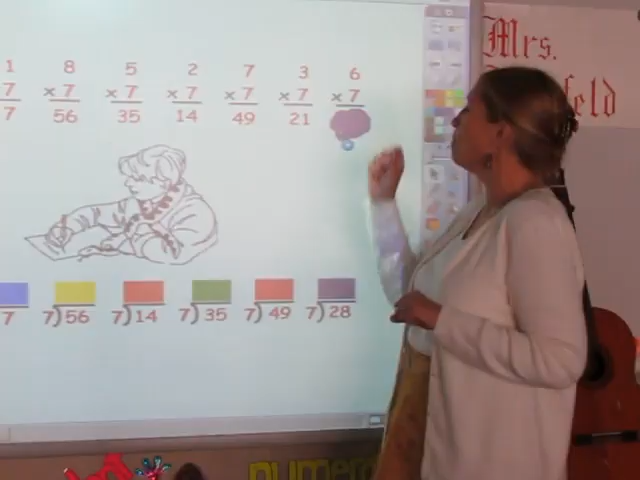 1 8 5 2 7 3 6
7 × 7 × 7 × 7 × 7 × 7 × 7
7 56 35 14 49 21
7 7)56 7)14 7)35 7)49 7)28
Mrs.
eld